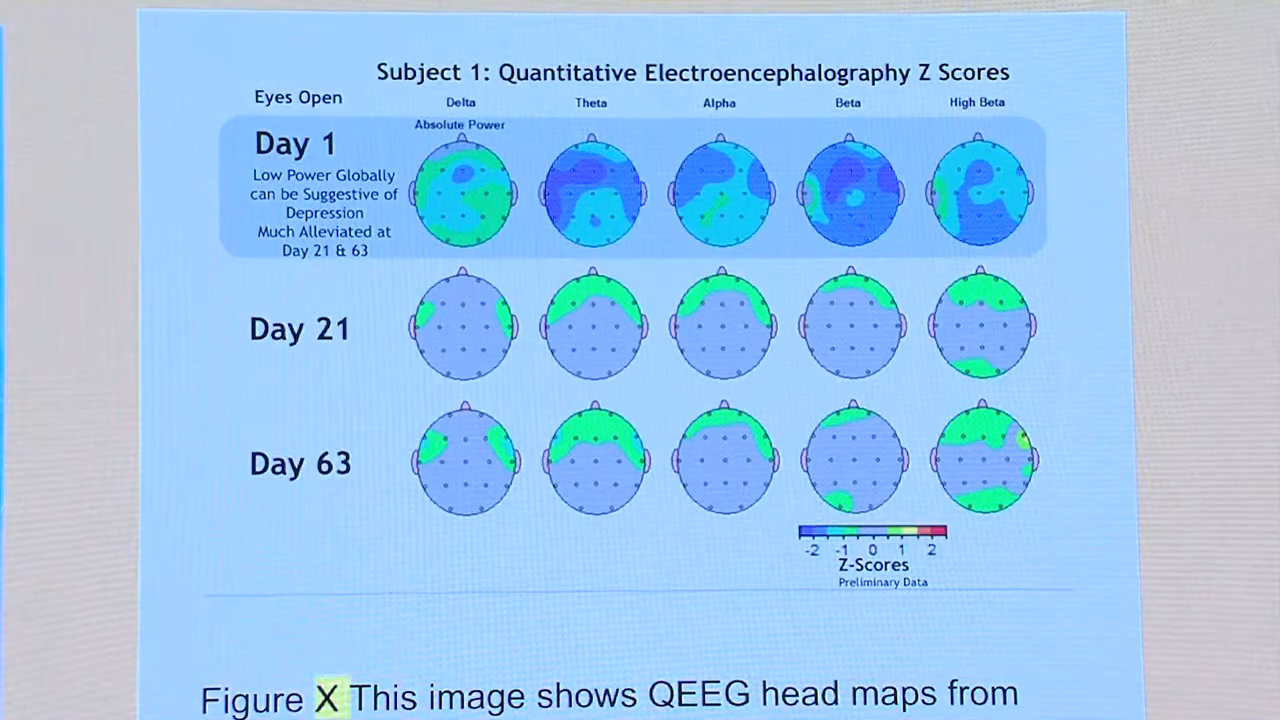 Subject 1: Quantitative Electroencephalography Z Scores
Eyes Open
Delta Theta Alpha Beta High Beta
Absolute Power
Day 1
Low Power Globally
can be Suggestive of
Depression
Much Alleviated at
Day 21 & 63
Day 21
Day 63
-2 -1 0 1 2
Z-Scores
Preliminary Data
Figure X This image shows QEEG head maps from